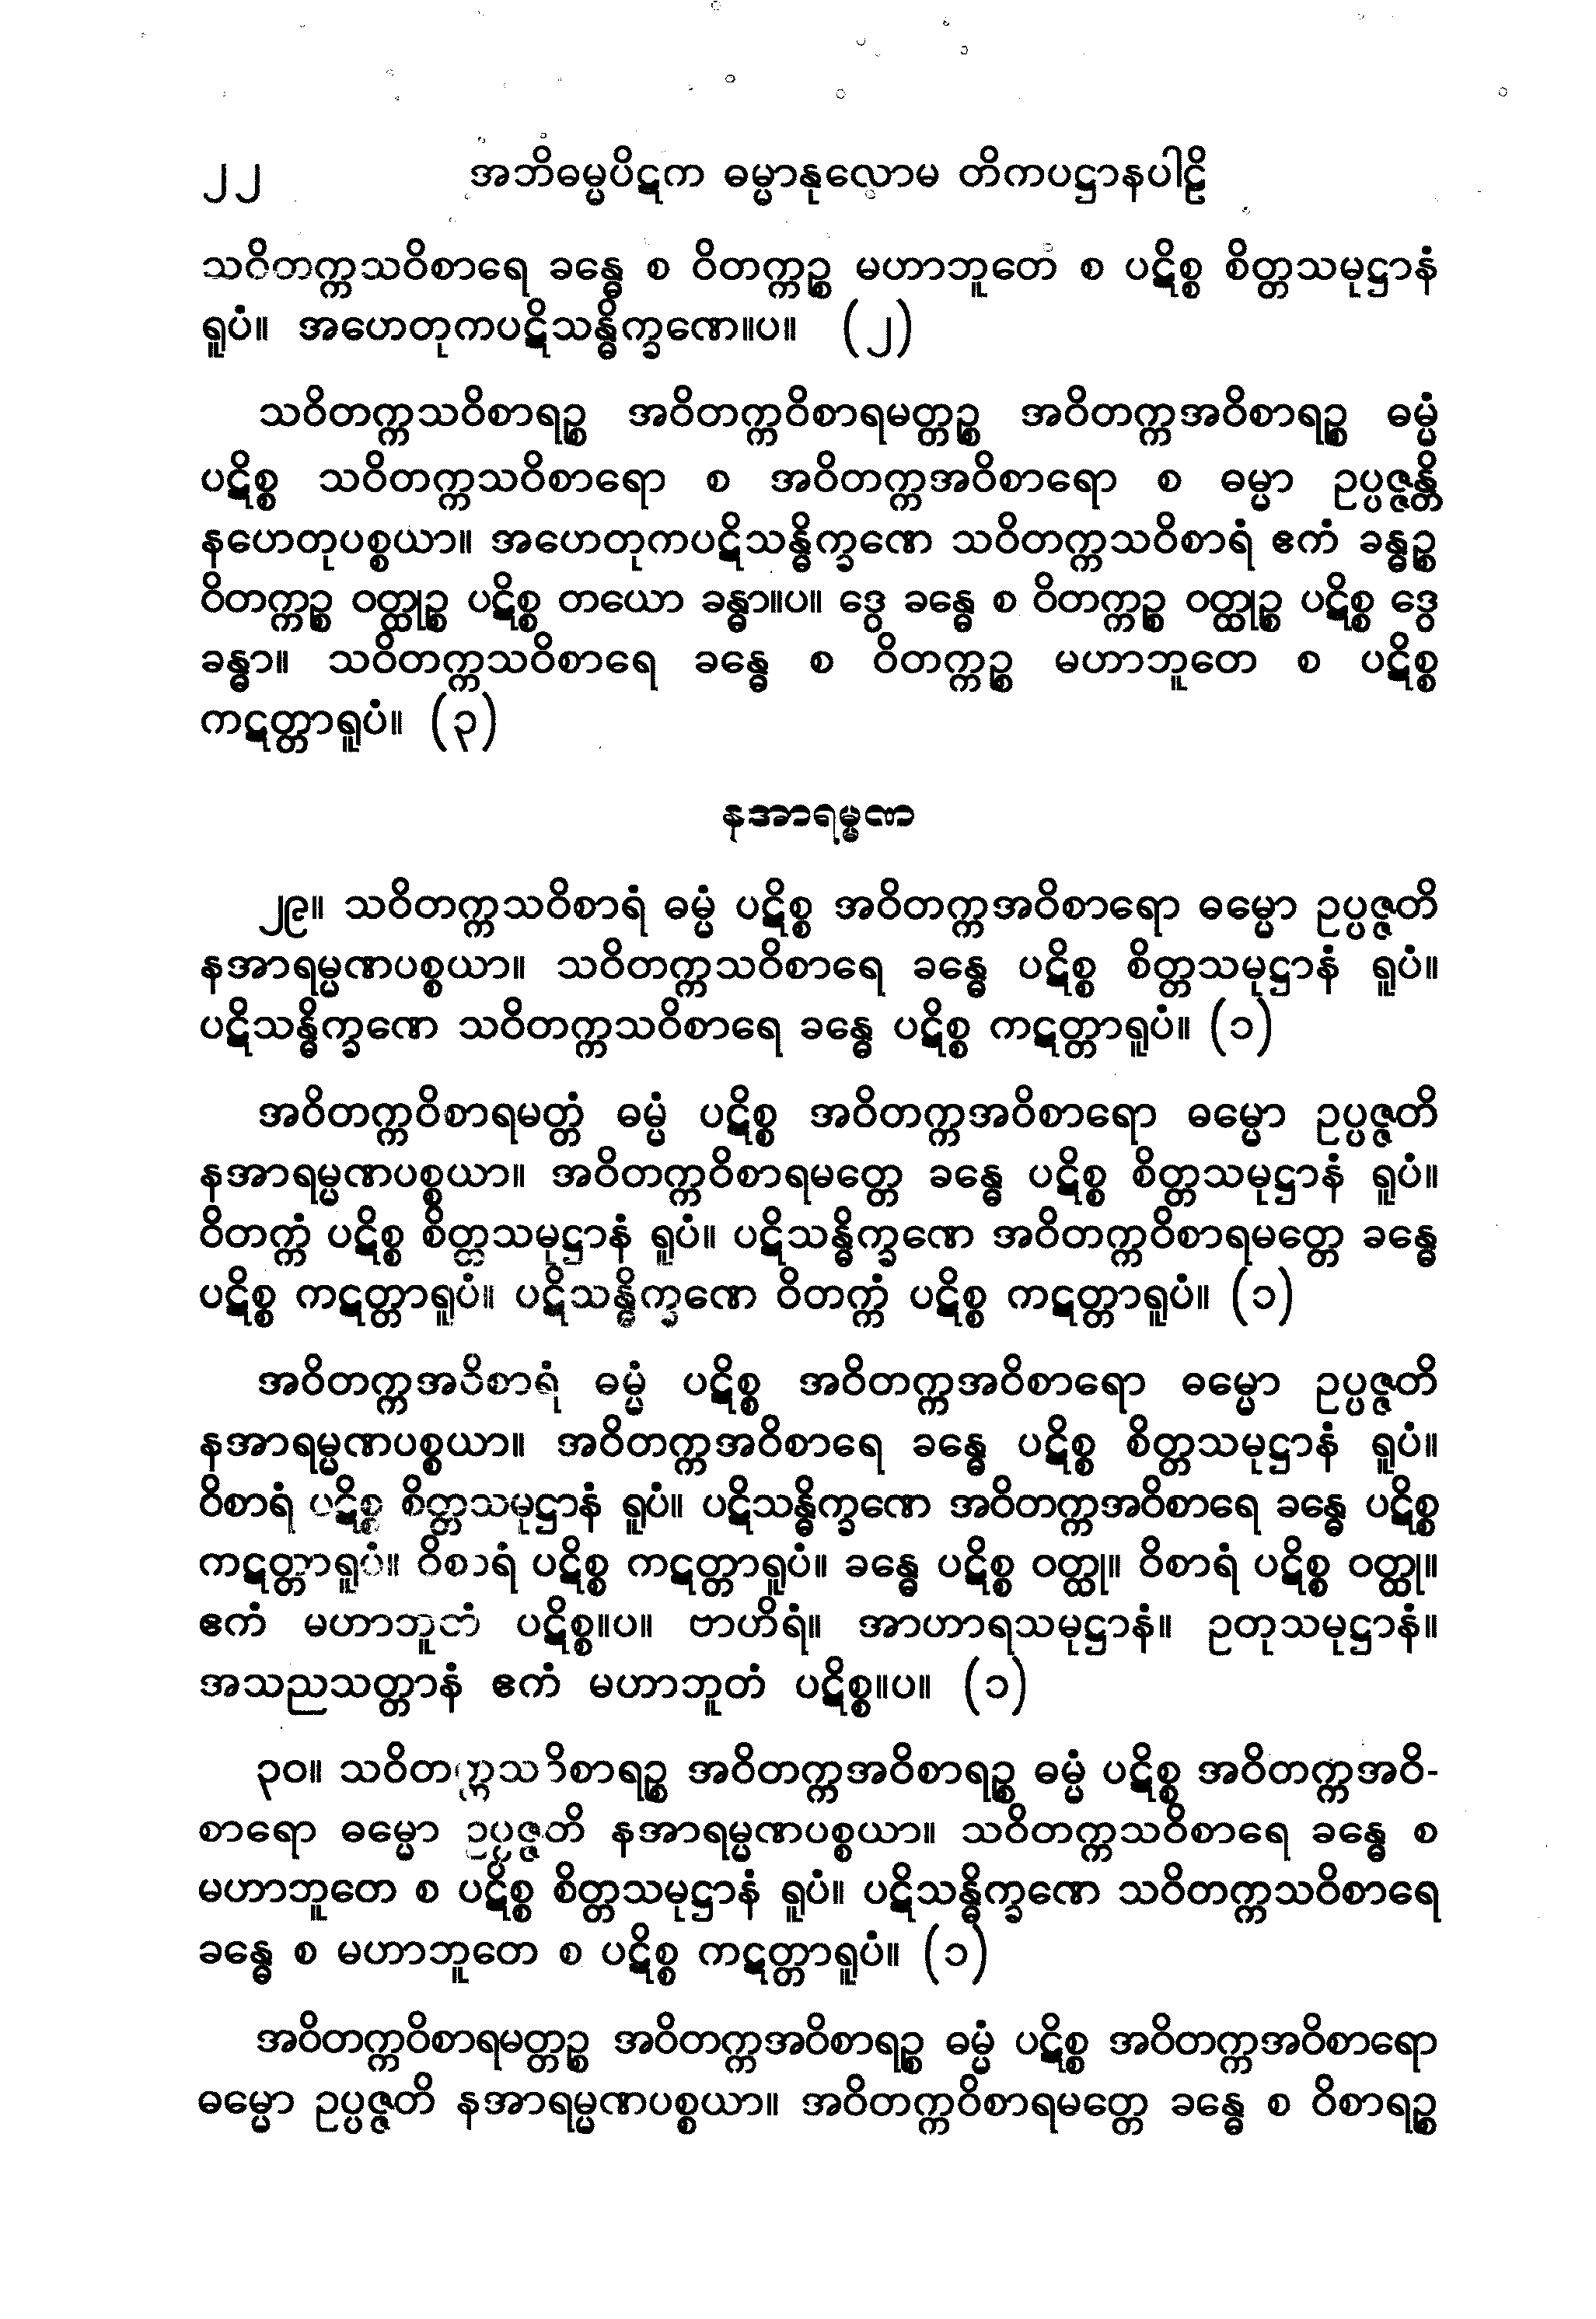 ၂၂ အဘိဓမ္မပိဋက ဓမ္မာနုလောမ တိကပဋ္ဌာနပါဠိ
သဝိတက္ကသဝိစာရေ ခန္ဓေ စ ဝိတက္ကဉ္စ မဟာဘူတေ စ ပဋိစ္စ စိတ္တသမုဋ္ဌာနံ
ရူပံ။ အဟေတုကပဋိသန္ဓိက္ခဏေ။ပ။ (၂)
သဝိတက္ကသဝိစာရဉ္စ အဝိတက္ကဝိစာရမတ္တဉ္စ အဝိတက္ကအဝိစာရဉ္စ ဓမ္မံ
ပဋိစ္စ သဝိတက္ကသဝိစာရော စ အဝိတက္ကအဝိစာရော စ ဓမ္မာ ဥပ္ပဇ္ဇန္တိ
နဟေတုပစ္စယာ။ အဟေတုကပဋိသန္ဓိက္ခဏေ သဝိတက္ကသဝိစာရံ ဧကံ ခန္ဓဉ္စ
ဝိတက္ကဉ္စ ဝတ္ထုဉ္စ ပဋိစ္စ တယော ခန္ဓာ။ပ။ ဒွေ ခန္ဓေ စ ဝိတက္ကဉ္စ ဝတ္ထုဉ္စ ပဋိစ္စ ဒွေ
ခန္ဓာ။ သဝိတက္ကသဝိစာရေ ခန္ဓေ စ ဝိတက္ကဉ္စ မဟာဘူတေ စ ပဋိစ္စ
ကဋတ္တာရူပံ။ (၃)
နအာရမ္မဏ
၂၉။ သဝိတက္ကသဝိစာရံ ဓမ္မံ ပဋိစ္စ အဝိတက္ကအဝိစာရော ဓမ္မော ဥပ္ပဇ္ဇတိ
နအာရမ္မဏပစ္စယာ။ သဝိတက္ကသဝိစာရေ ခန္ဓေ ပဋိစ္စ စိတ္တသမုဋ္ဌာနံ ရူပံ။
ပဋိသန္ဓိက္ခဏေ သဝိတက္ကသဝိစာရေ ခန္ဓေ ပဋိစ္စ ကဋတ္တာရူပံ။ (၁)
အဝိတက္ကဝိစာရမတ္တံ ဓမ္မံ ပဋိစ္စ အဝိတက္ကအဝိစာရော ဓမ္မော ဥပ္ပဇ္ဇတိ
နအာရမ္မဏပစ္စယာ။ အဝိတက္ကဝိစာရမတ္တေ ခန္ဓေ ပဋိစ္စ စိတ္တသမုဋ္ဌာနံ ရူပံ။
ဝိတက္ကံ ပဋိစ္စ စိတ္တသမုဋ္ဌာနံ ရူပံ။ ပဋိသန္ဓိက္ခဏေ အဝိတက္ကဝိစာရမတ္တေ ခန္ဓေ
ပဋိစ္စ ကဋတ္တာရူပံ။ ပဋိသန္ဓိက္ခဏေ ဝိတက္ကံ ပဋိစ္စ ကဋတ္တာရူပံ။ (၁)
အဝိတက္ကအဝိစာရံ ဓမ္မံ ပဋိစ္စ အဝိတက္ကအဝိစာရော ဓမ္မော ဥပ္ပဇ္ဇတိ
နအာရမ္မဏပစ္စယာ။ အဝိတက္ကအဝိစာရေ ခန္ဓေ ပဋိစ္စ စိတ္တသမုဋ္ဌာနံ ရူပံ။
ဝိစာရံ ပဋိစ္စ စိတ္တသမုဋ္ဌာနံ ရူပံ။ ပဋိသန္ဓိက္ခဏေ အဝိတက္ကအဝိစာရေ ခန္ဓေ ပဋိစ္စ
ကဋတ္တာရူပံ။ ဝိစာရံ ပဋိစ္စ ကဋတ္တာရူပံ။ ခန္ဓေ ပဋိစ္စ ဝတ္ထု။ ဝိစာရံ ပဋိစ္စ ဝတ္ထု။
ဧကံ မဟာဘူတံ ပဋိစ္စ။ပ။ ဗာဟိရံ။ အာဟာရသမုဋ္ဌာနံ။ ဥတုသမုဋ္ဌာနံ။
အသညသတ္တာနံ ဧကံ မဟာဘူတံ ပဋိစ္စ။ပ။ (၁)
၃၀။ သဝိတက္ကသဝိစာရဉ္စ အဝိတက္ကအဝိစာရဉ္စ ဓမ္မံ ပဋိစ္စ အဝိတက္ကအဝိ-
စာရော ဓမ္မော ဥပ္ပဇ္ဇတိ နအာရမ္မဏပစ္စယာ။ သဝိတက္ကသဝိစာရေ ခန္ဓေ စ
မဟာဘူတေ စ ပဋိစ္စ စိတ္တသမုဋ္ဌာနံ ရူပံ။ ပဋိသန္ဓိက္ခဏေ သဝိတက္ကသဝိစာရေ
ခန္ဓေ စ မဟာဘူတေ စ ပဋိစ္စ ကဋတ္တာရူပံ။ (၁)
အဝိတက္ကဝိစာရမတ္တဉ္စ အဝိတက္ကအဝိစာရဉ္စ ဓမ္မံ ပဋိစ္စ အဝိတက္ကအဝိစာရော
ဓမ္မော ဥပ္ပဇ္ဇတိ နအာရမ္မဏပစ္စယာ။ အဝိတက္ကဝိစာရမတ္တေ ခန္ဓေ စ ဝိစာရဉ္စ